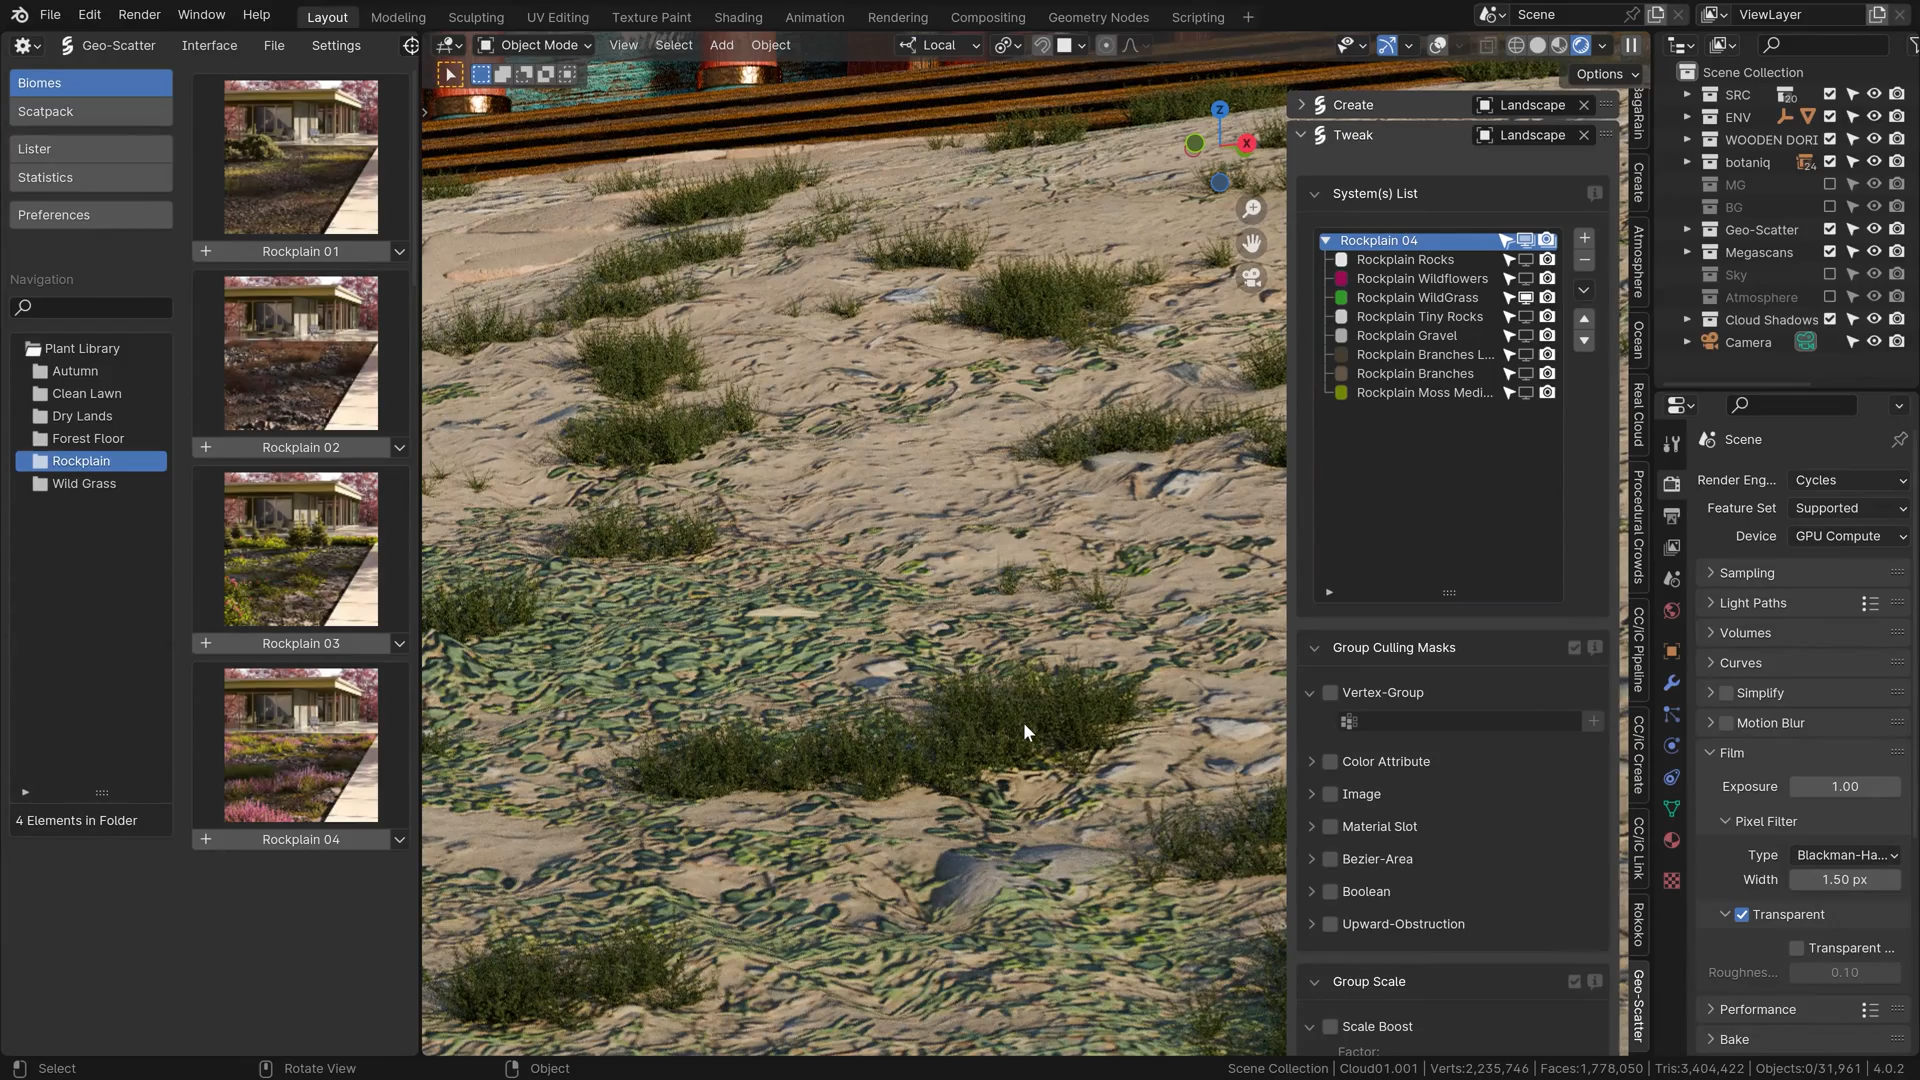 File Edit Render Window Help Layout Modeling Sculpting UV Editing Texture Paint Shading Animation Rendering Compositing Geometry Nodes Scripting + Scene ViewLayer
Geo-Scatter Interface File Settings Object Mode View Select Add Object Local
Options
Biomes
Scatpack
Lister
Statistics
Preferences
Navigation
Plant Library
Autumn
Clean Lawn
Dry Lands
Forest Floor
Rockplain
Wild Grass
4 Elements in Folder
+ Rockplain 01
+ Rockplain 02
+ Rockplain 03
+ Rockplain 04
Z
X
Create Landscape
Tweak Landscape
System(s) List
Rockplain 04
Rockplain Rocks
Rockplain Wildflowers
Rockplain WildGrass
Rockplain Tiny Rocks
Rockplain Gravel
Rockplain Branches L...
Rockplain Branches
Rockplain Moss Medi...
Group Culling Masks
Vertex-Group
Color Attribute
Image
Material Slot
Bezier-Area
Boolean
Upward-Obstruction
Group Scale
Scale Boost
Factor:
BagaRain
Create
Atmosphere
Ocean
Real Cloud
Procedural Crowds
CC/iC Pipeline
CC/iC Create
CC/iC Link
Rokoko
Geo-Scatter
Scene Collection
SRC 20
ENV
WOODEN DORI
botaniq 24
MG
BG
Geo-Scatter
Megascans
Sky
Atmosphere
Cloud Shadows
Camera
Scene
Render Eng... Cycles
Feature Set Supported
Device GPU Compute
Sampling
Light Paths
Volumes
Curves
Simplify
Motion Blur
Film
Exposure 1.00
Pixel Filter
Type Blackman-Ha...
Width 1.50 px
Transparent
Transparent ...
Roughnes... 0.10
Performance
Bake
Select Rotate View Object Scene Collection | Cloud01.001 | Verts:2,235,746 | Faces:1,778,050 | Tris:3,404,422 | Objects:0/31,961 | 4.0.2